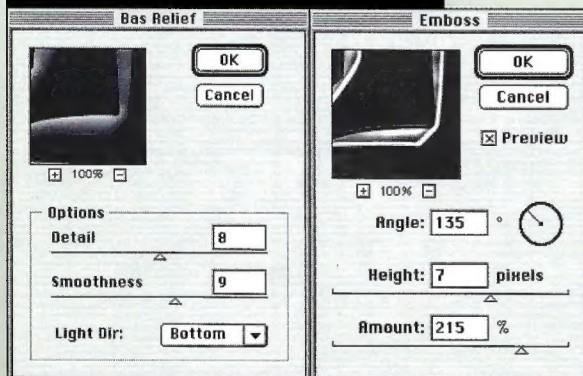 Bas Relief
OK
Cancel
+ 100% -
Options
Detail 8
Smoothness 9
Light Dir: Bottom
Emboss
OK
Cancel
Preview
+ 100% -
Angle: 135 °
Height: 7 pixels
Amount: 215 %